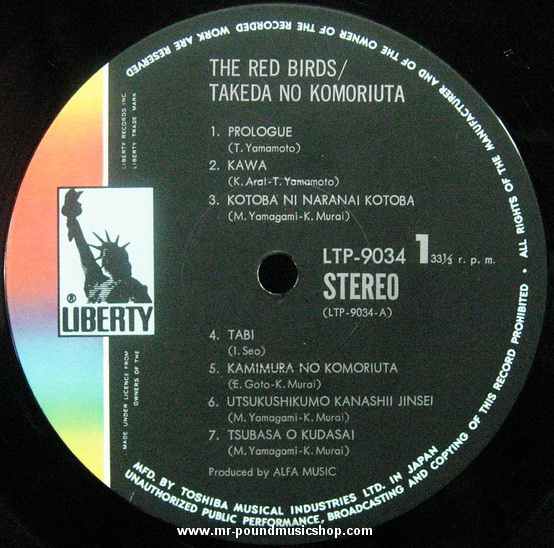 THE RED BIRDS/
TAKEDA NO KOMORIUTA
1. PROLOGUE
(T. Yamamoto)
2. KAWA
(K. Arai-T. Yamamoto)
3. KOTOBA NI NARANAI KOTOBA
(M. Yamagami-K. Murai)
LTP-9034 1 33⅓ r. p. m.
STEREO
(LTP-9034-A)
4. TABI
(I. Seo)
5. KAMIMURA NO KOMORIUTA
(E. Goto-K. Murai)
6. UTSUKUSHIKUMO KANASHII JINSEI
(M. Yamagami-K. Murai)
7. TSUBASA O KUDASAI
(M. Yamagami-K. Murai)
Produced by ALFA MUSIC
LIBERTY RECORDS INC.
LIBERTY TRADE MARK
® LIBERTY
MADE UNDER LICENCE FROM
OWNERS OF THE
MFD. BY TOSHIBA MUSICAL INDUSTRIES LTD. IN JAPAN
ALL RIGHTS OF THE MANUFACTURER AND OF THE OWNER OF THE RECORDED WORK ARE RESERVED
UNAUTHORIZED PUBLIC PERFORMANCE, BROADCASTING AND COPYING OF THIS RECORD PROHIBITED •
www.mr-poundmusicshop.com